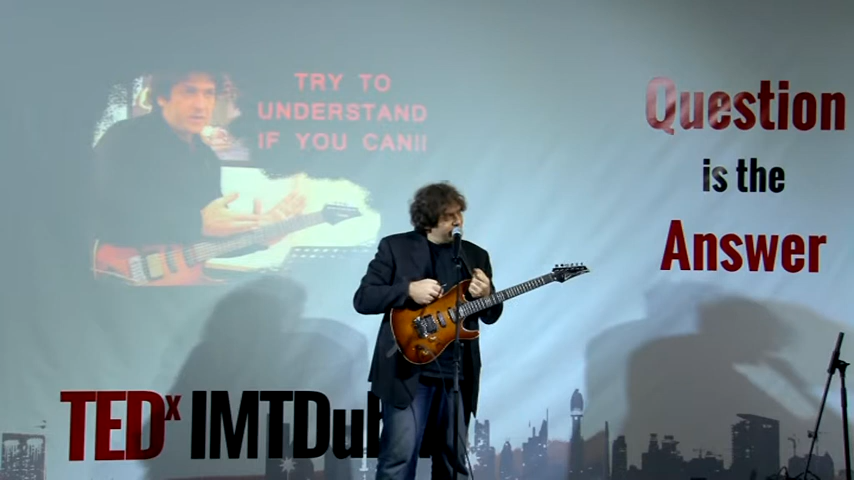 TRY TO
UNDERSTAND
IF YOU CAN!!
Question
is the
Answer
TEDx IMTDu